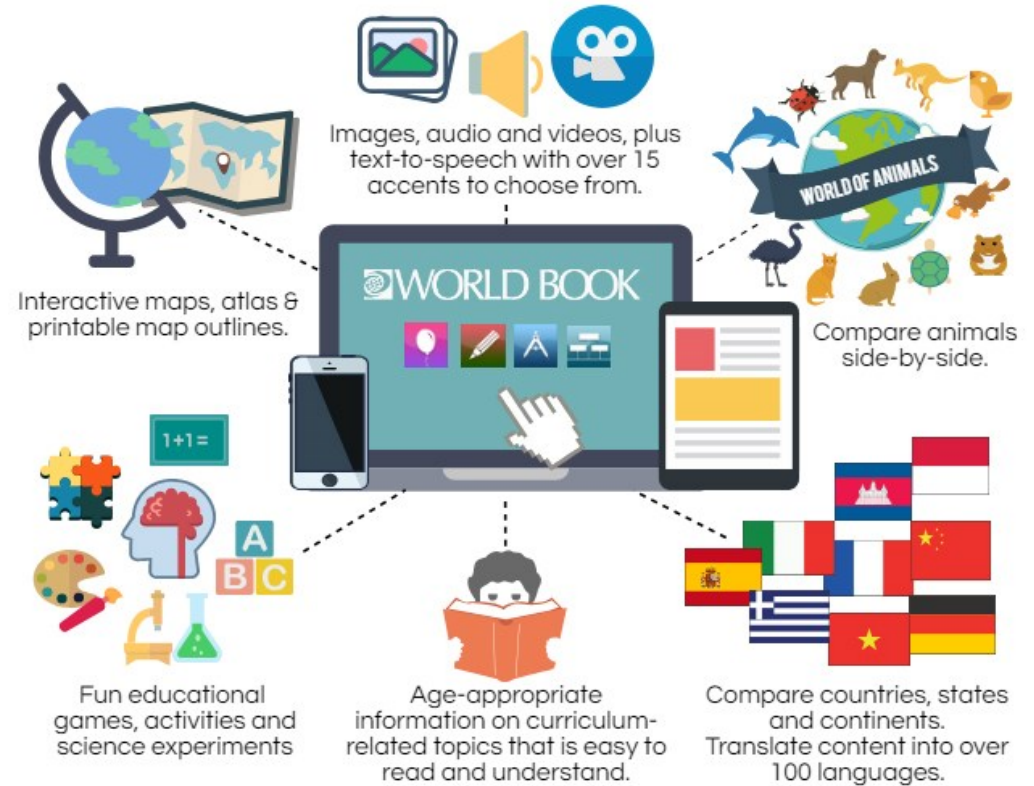 Images, audio and videos, plus
text-to-speech with over 15
accents to choose from.
WORLD OF ANIMALS
Interactive maps, atlas &
printable map outlines.
WORLD BOOK
Compare animals
side-by-side.
1+1=
A
B C
Fun educational
games, activities and
science experiments
Age-appropriate
information on curriculum-
related topics that is easy to
read and understand.
Compare countries, states
and continents.
Translate content into over
100 languages.